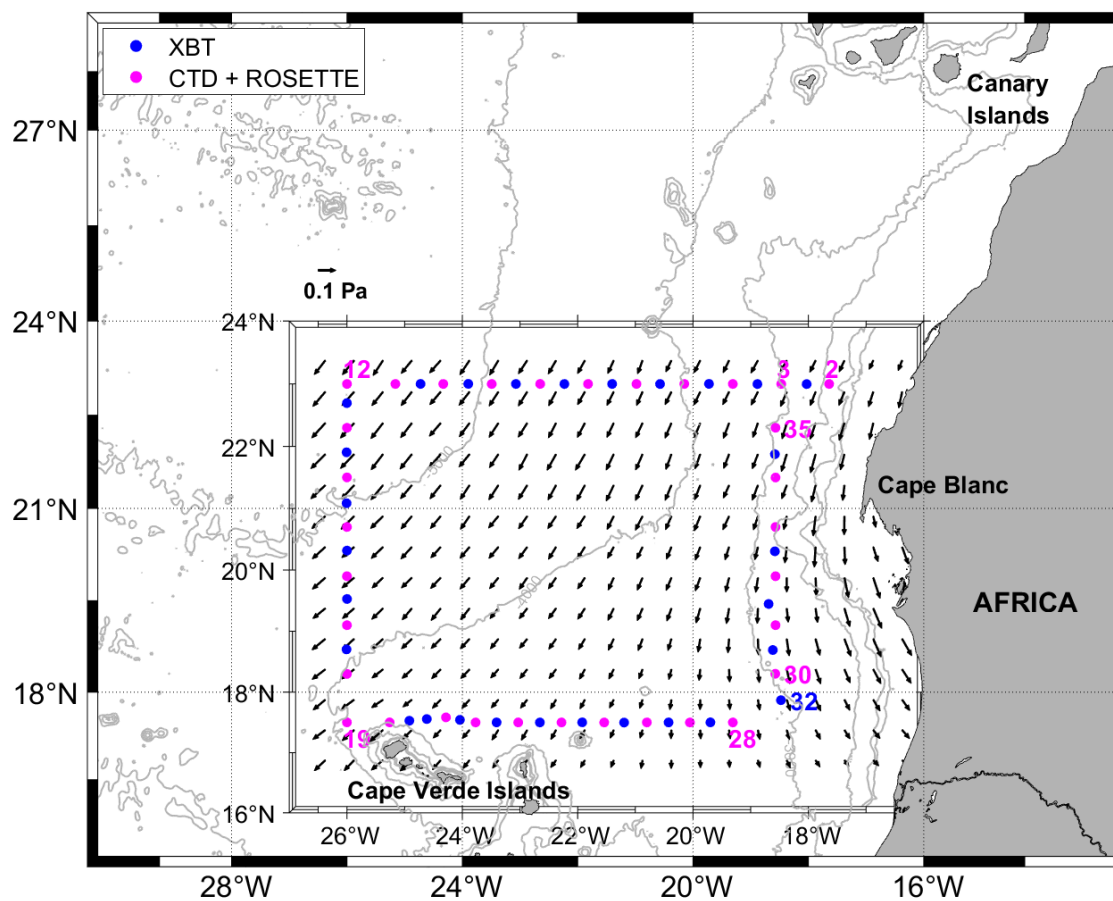 XBT
CTD + ROSETTE
Canary
Islands
27°N
0.1 Pa
24°N
24°N
12
3
2
35
22°N
5000
Cape Blanc
21°N
20°N
AFRICA
18°N
30
32
19
28
Cape Verde Islands
16°N
26°W
24°W
22°W
20°W
18°W
28°W
24°W
20°W
16°W